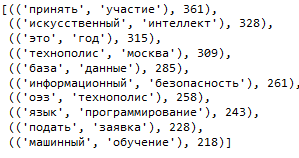 [(('принять', 'участие'), 361),
(('искусственный', 'интеллект'), 328),
(('это', 'год'), 315),
(('технополис', 'москва'), 309),
(('база', 'данные'), 285),
(('информационный', 'безопасность'), 261),
(('оэз', 'технополис'), 258),
(('язык', 'программирование'), 243),
(('подать', 'заявка'), 228),
(('машинный', 'обучение'), 218)]